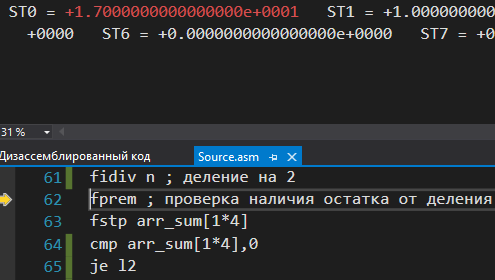 ST0 = +1.7000000000000000e+0001 ST1 = +1.000000000
+0000 ST6 = +0.0000000000000000e+0000 ST7 = +0
31 %
Дизассемблированный код Source.asm
61 fidiv n ; деление на 2
62 fprem ; проверка наличия остатка от деления
63 fstp arr_sum[1*4]
64 cmp arr_sum[1*4],0
65 je l2